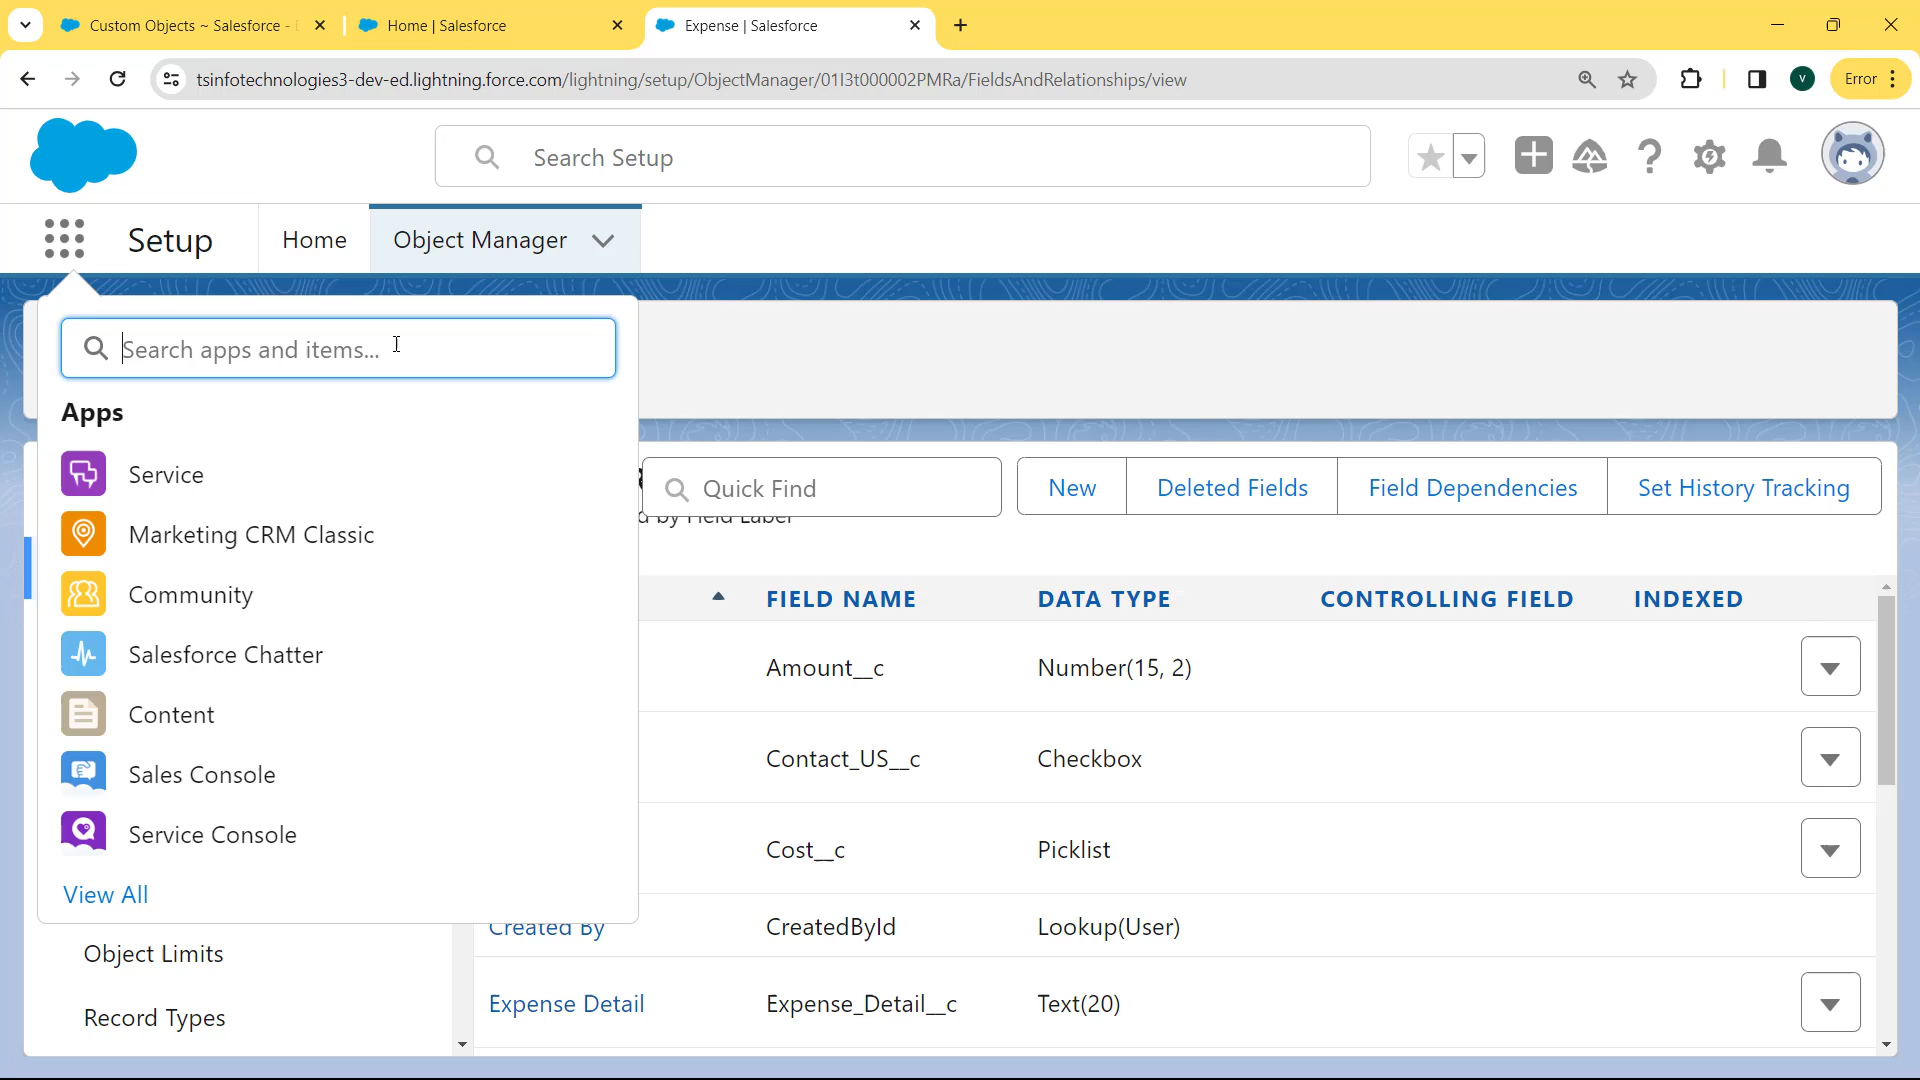 Custom Objects ~ Salesforce -
Home | Salesforce
Expense | Salesforce
tsinfotechnologies3-dev-ed.lightning.force.com/lightning/setup/ObjectManager/01I3t000002PMRa/FieldsAndRelationships/view
V
Error
Search Setup
Setup
Home
Object Manager
Search apps and items...
Apps
Service
Marketing CRM Classic
Community
Salesforce Chatter
Content
Sales Console
Service Console
View All
Object Limits
Record Types
Quick Find
New
Deleted Fields
Field Dependencies
Set History Tracking
d by Field Label
FIELD NAME
DATA TYPE
CONTROLLING FIELD
INDEXED
Amount__c
Number(15, 2)
Contact_US__c
Checkbox
Cost__c
Picklist
Created By
CreatedById
Lookup(User)
Expense Detail
Expense_Detail__c
Text(20)